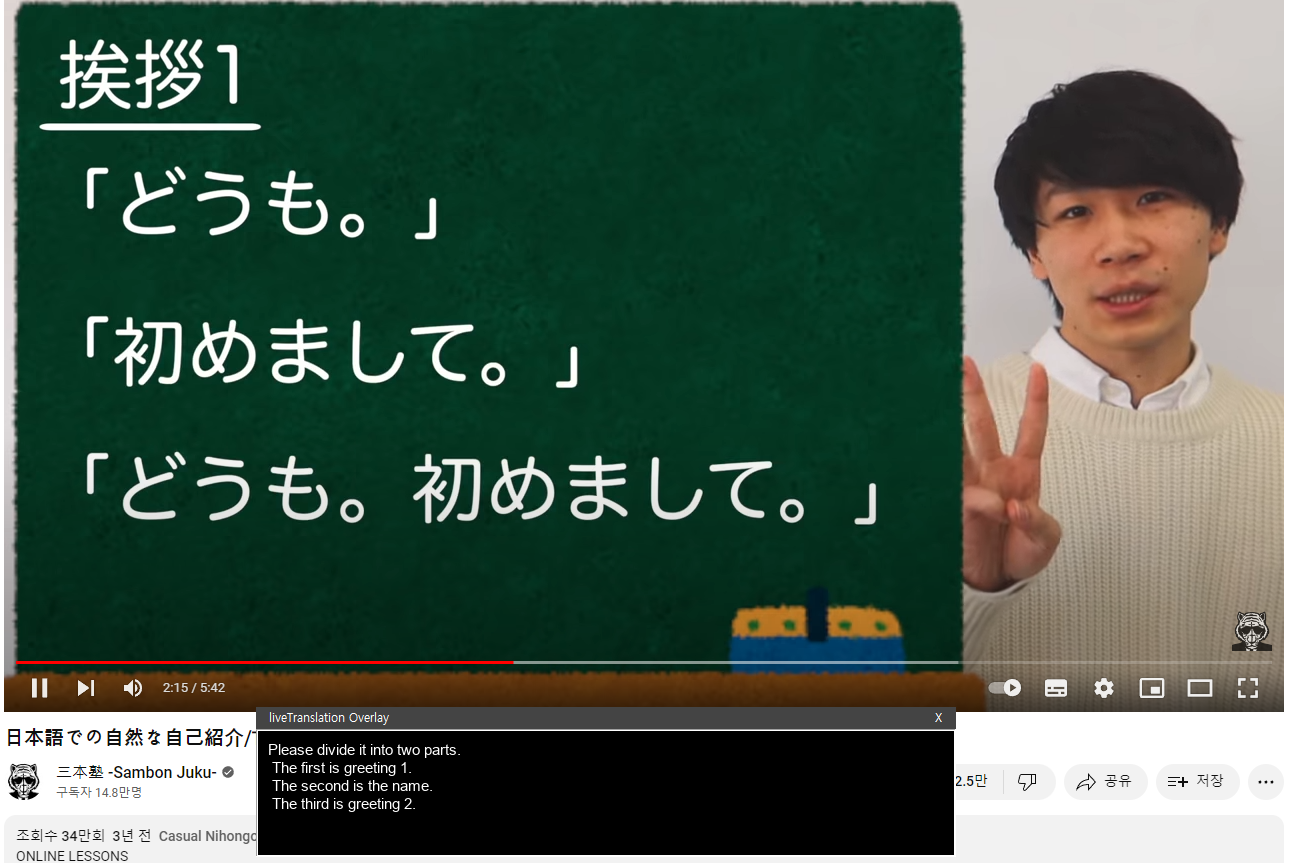 挨拶1
「どうも。」
「初めまして。」
「どうも。初めまして。」
2:15 / 5:42
liveTranslation Overlay X
Please divide it into two parts.
The first is greeting 1.
The second is the name.
The third is greeting 2.
日本語での自然な自己紹介/
三本塾 -Sambon Juku-
구독자 14.8만명
2.5만
공유
저장
조회수 34만회 3년 전 Casual Nihongo
ONLINE LESSONS